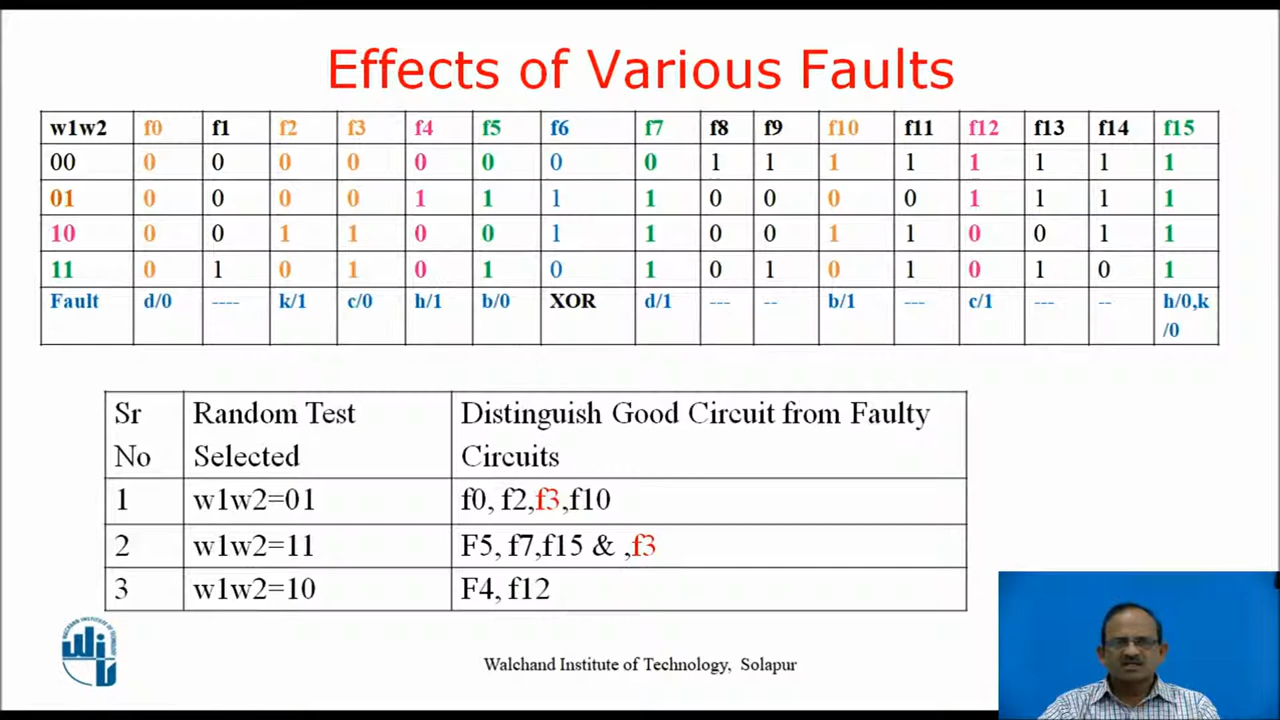 Effects of Various Faults
w1w2 f0 f1 f2 f3 f4 f5 f6 f7 f8 f9 f10 f11 f12 f13 f14 f15
00 0 0 0 0 0 0 0 0 1 1 1 1 1 1 1 1
01 0 0 0 0 1 1 1 1 0 0 0 0 1 1 1 1
10 0 0 1 1 0 0 1 1 0 0 1 1 0 0 1 1
11 0 1 0 1 0 1 0 1 0 1 0 1 0 1 0 1
Fault d/0 ---- k/1 c/0 h/1 b/0 XOR d/1 --- -- b/1 --- c/1 --- -- h/0,k
/0
Sr Random Test Distinguish Good Circuit from Faulty
No Selected Circuits
1 w1w2=01 f0, f2,f3,f10
2 w1w2=11 F5, f7,f15 & ,f3
3 w1w2=10 F4, f12
WALCHAND INSTITUTE OF TECHNOLOGY, SOLAPUR
WIT
Walchand Institute of Technology, Solapur